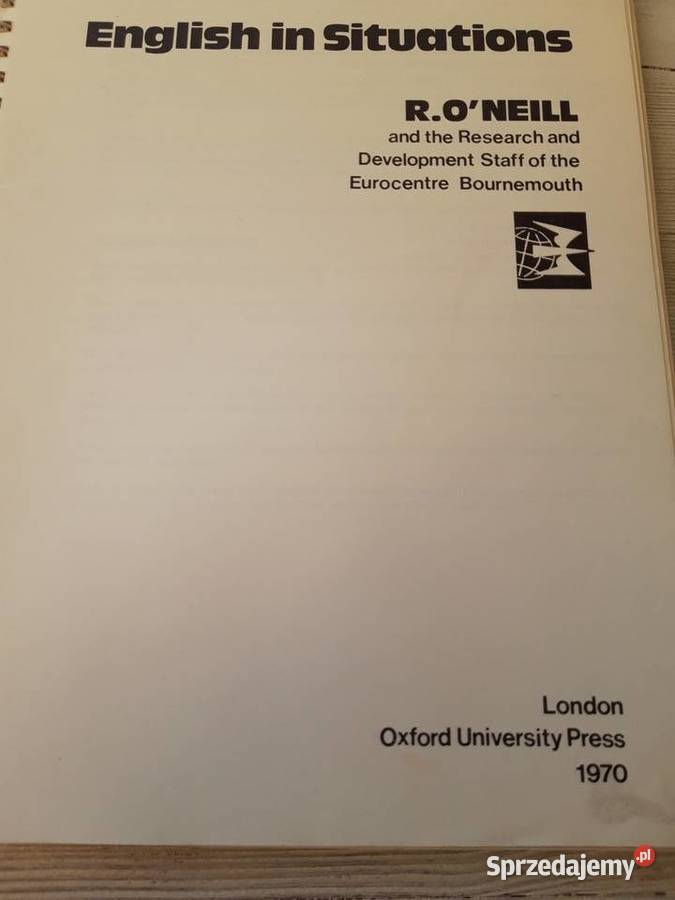 English in Situations
R.O'NEILL
and the Research and
Development Staff of the
Eurocentre Bournemouth
London
Oxford University Press
1970
Sprzedajemy.pl